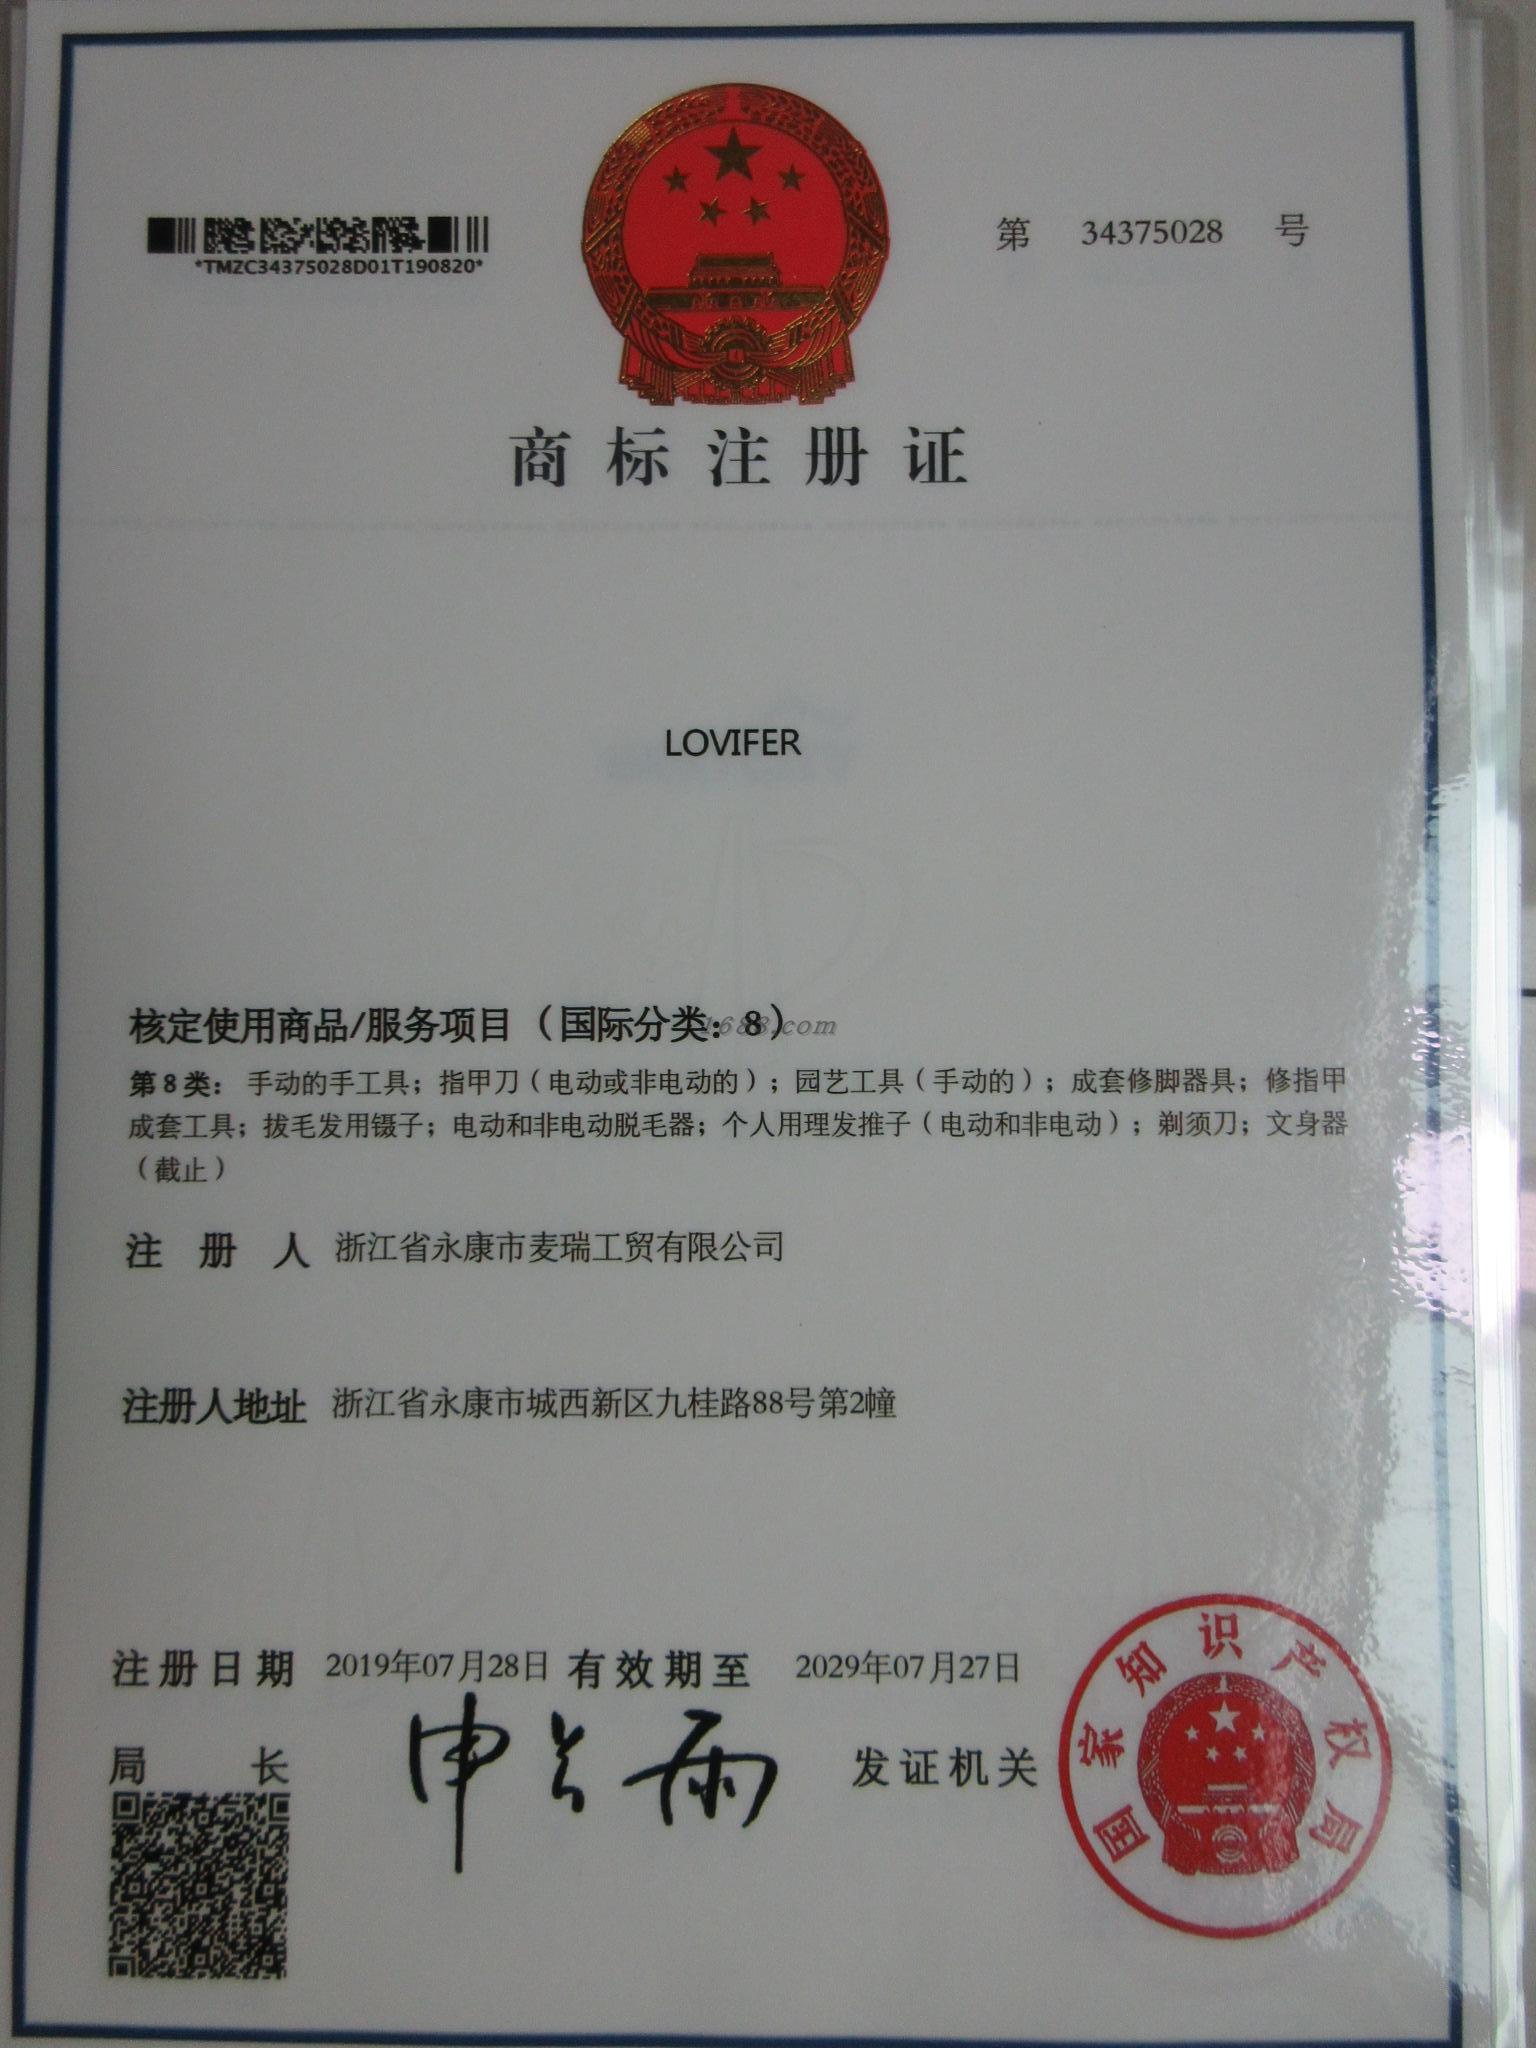 *TMZC34375028D01T190820*
第 34375028 号
商标注册证
LOVIFER
核定使用商品/服务项目（国际分类：8）
1688.com
第8类：手动的手工具；指甲刀（电动或非电动的）；园艺工具（手动的）；成套修脚器具；修指甲
成套工具；拔毛发用镊子；电动和非电动脱毛器；个人用理发推子（电动和非电动）；剃须刀；文身器
（截止）
注册人 浙江省永康市麦瑞工贸有限公司
注册人地址 浙江省永康市城西新区九桂路88号第2幢
注册日期 2019年07月28日 有效期至 2029年07月27日
局长 申长雨 发证机关
国家知识产权局